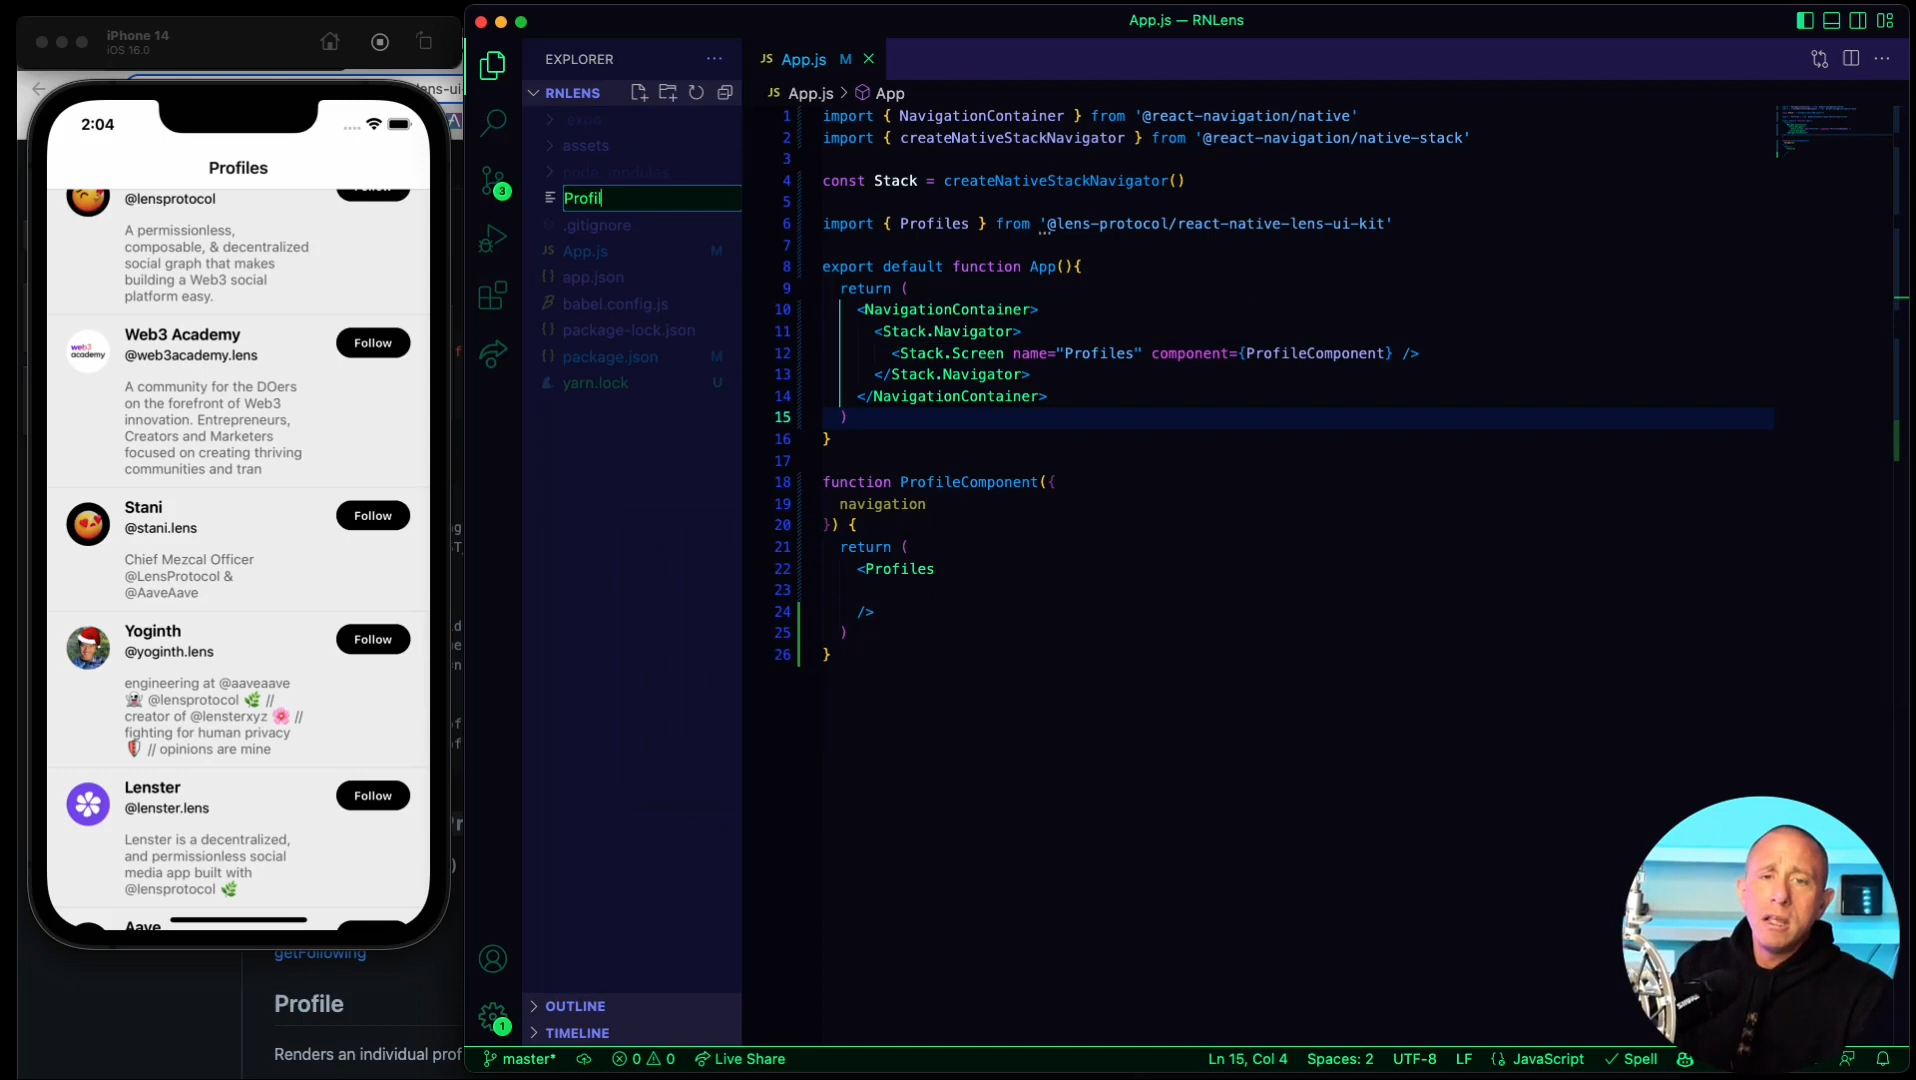 iPhone 14
iOS 16.0
2:04
Profiles
@lensprotocol
A permissionless,
composable, & decentralized
social graph that makes
building a Web3 social
platform easy.
Web3 Academy
@web3academy.lens
Follow
web3
academy
A community for the DOers
on the forefront of Web3
innovation. Entrepreneurs,
Creators and Marketers
focused on creating thriving
communities and tran
Stani
@stani.lens
Follow
Chief Mezcal Officer
@LensProtocol &
@AaveAave
Yoginth
@yoginth.lens
Follow
engineering at @aaveaave
👻 @lensprotocol 🌿 //
creator of @lensterxyz 🌸 //
fighting for human privacy
🛡 // opinions are mine
Lenster
@lenster.lens
Follow
Lenster is a decentralized,
and permissionless social
media app built with
@lensprotocol 🌿
Aave
lens-ui
getFollowing
Profile
Renders an individual prof
App.js — RNLens
EXPLORER
RNLENS
.expo
assets
node_modules
Profil
.gitignore
App.js M
app.json
babel.config.js
package-lock.json
package.json M
yarn.lock U
OUTLINE
TIMELINE
3
1
JS App.js M
JS App.js > App
1 import { NavigationContainer } from '@react-navigation/native'
2 import { createNativeStackNavigator } from '@react-navigation/native-stack'
3
4 const Stack = createNativeStackNavigator()
5
6 import { Profiles } from '@lens-protocol/react-native-lens-ui-kit'
7
8 export default function App(){
9 return (
10 <NavigationContainer>
11 <Stack.Navigator>
12 <Stack.Screen name="Profiles" component={ProfileComponent} />
13 </Stack.Navigator>
14 </NavigationContainer>
15 )
16 }
17
18 function ProfileComponent({
19 navigation
20 }) {
21 return (
22 <Profiles
23
24 />
25 )
26 }
master* 0 0 Live Share
Ln 15, Col 4 Spaces: 2 UTF-8 LF {} JavaScript Spell